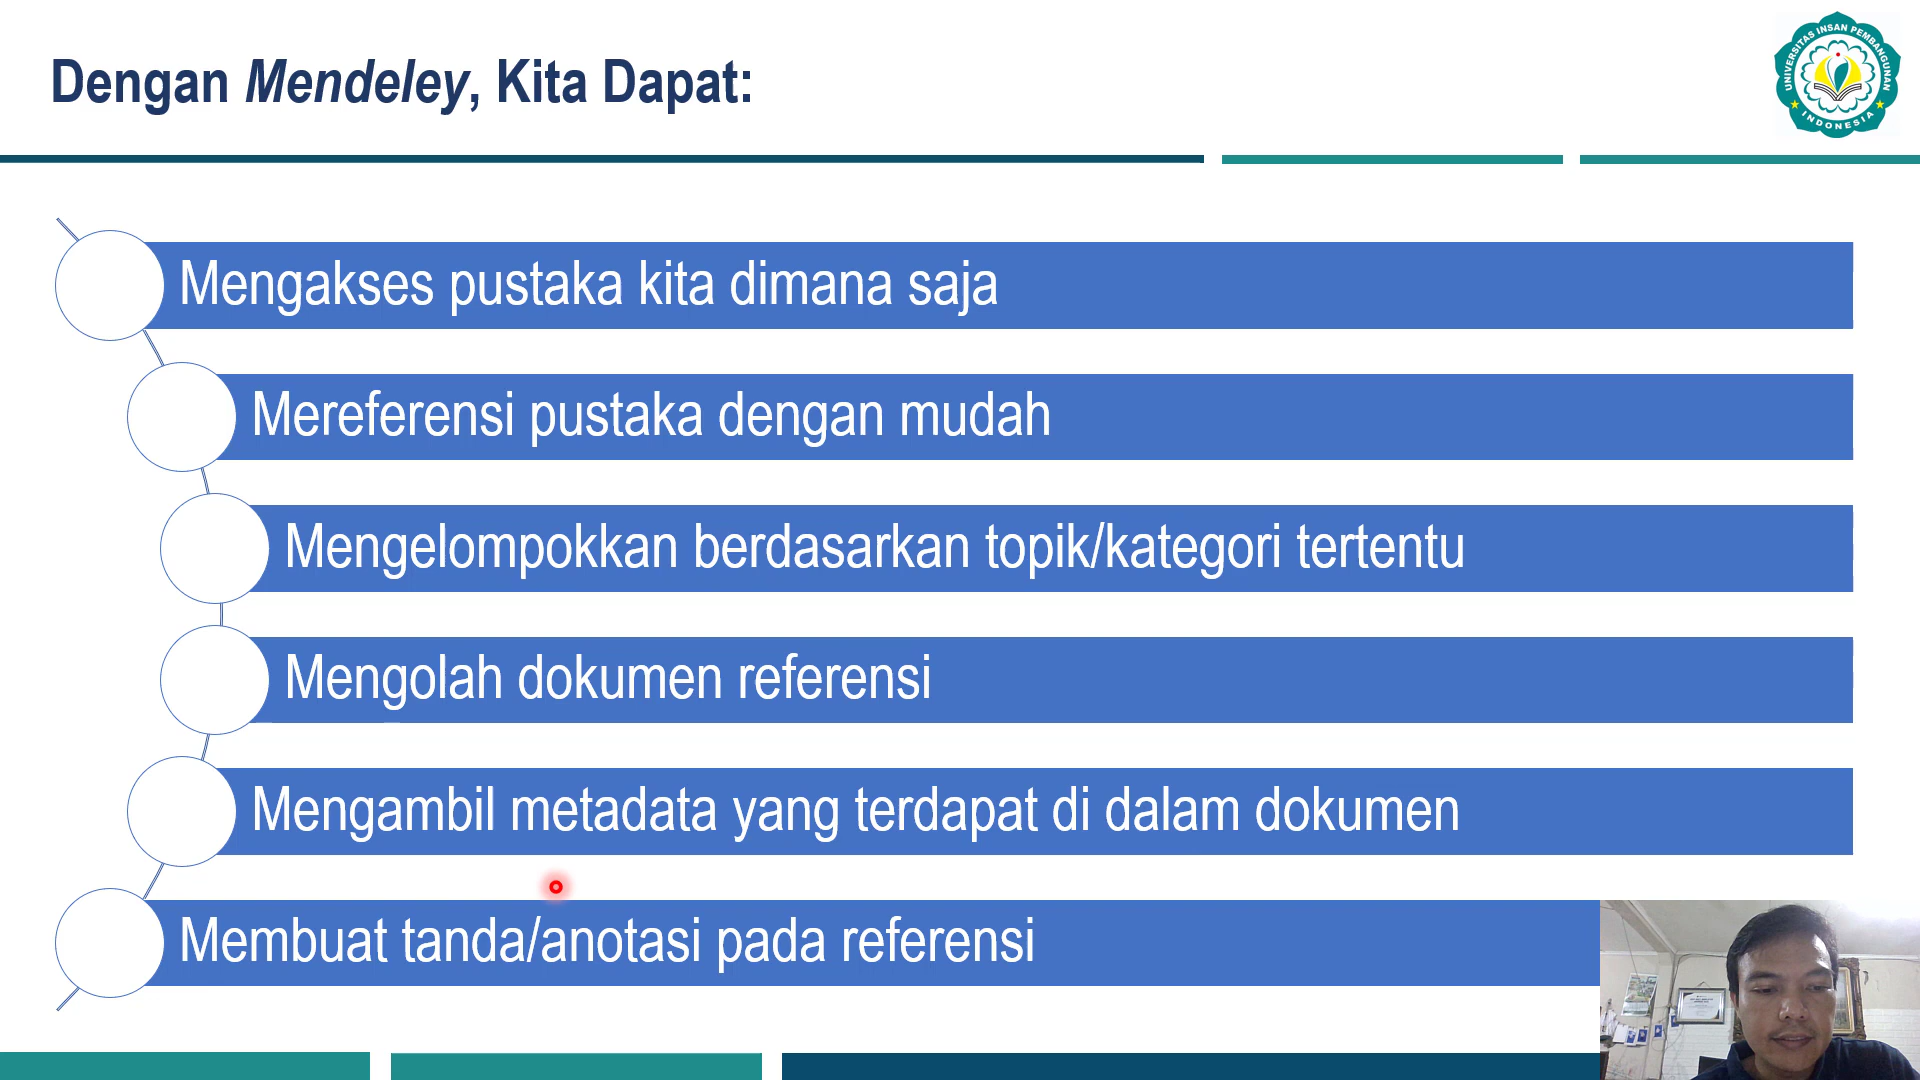 Dengan Mendeley, Kita Dapat:
UNIVERSITAS INSAN PEMBANGUNAN
INDONESIA
Mengakses pustaka kita dimana saja
Mereferensi pustaka dengan mudah
Mengelompokkan berdasarkan topik/kategori tertentu
Mengolah dokumen referensi
Mengambil metadata yang terdapat di dalam dokumen
Membuat tanda/anotasi pada referensi